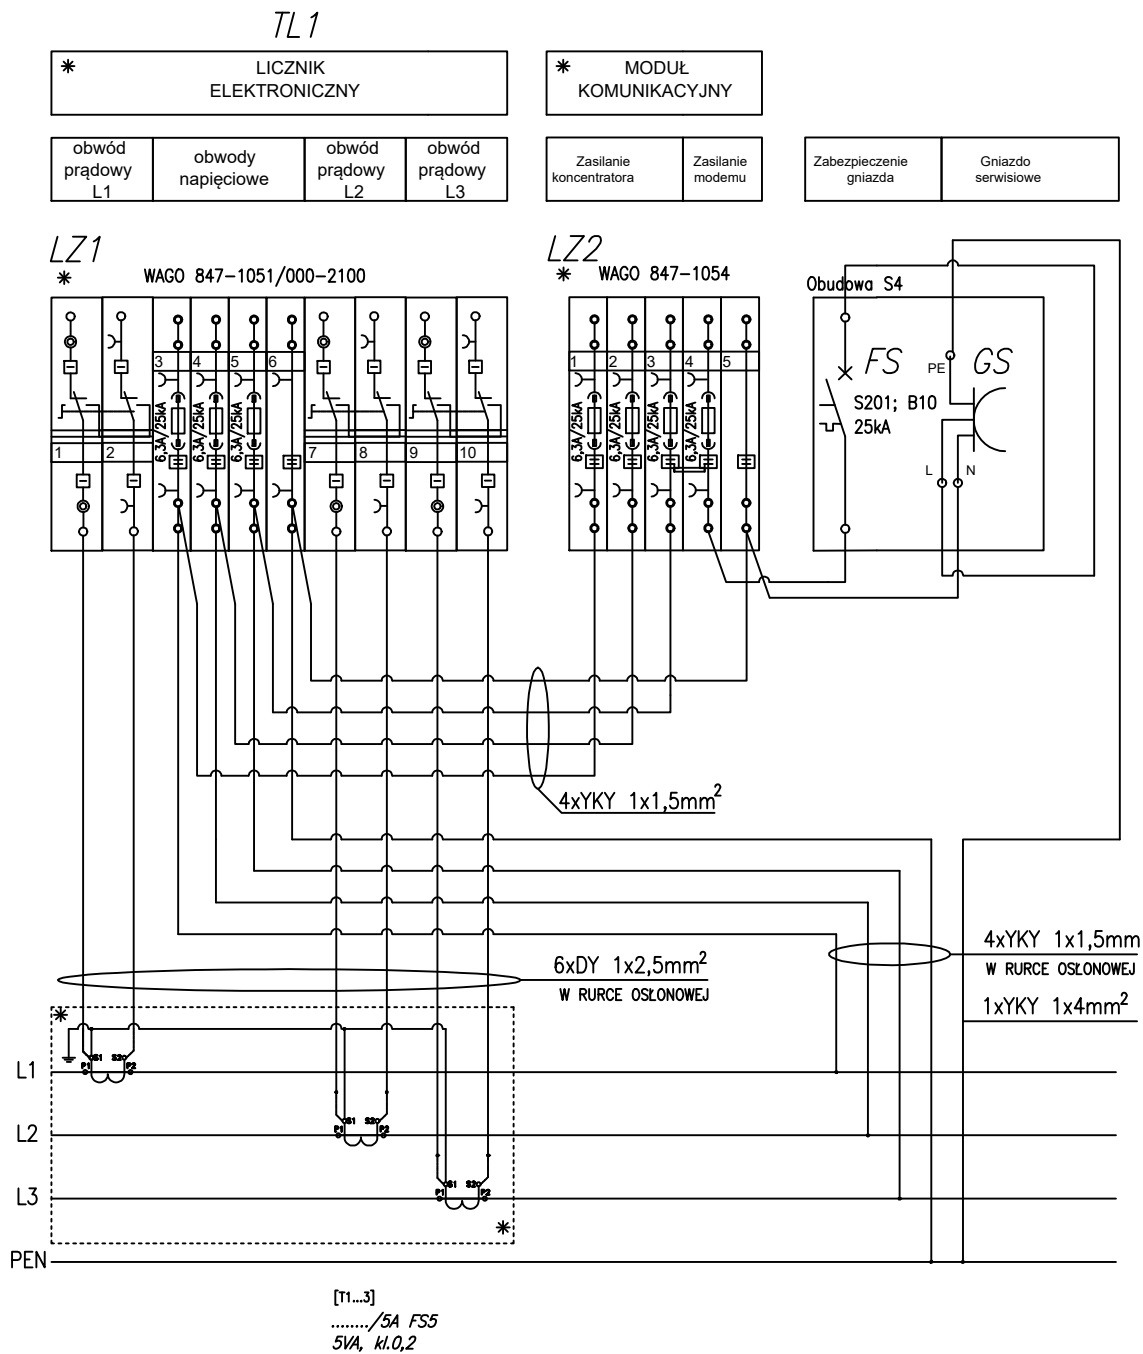 TL1
* LICZNIK
ELEKTRONICZNY
* MODUŁ
KOMUNIKACYJNY
obwód
prądowy
L1
obwody
napięciowe
obwód
prądowy
L2
obwód
prądowy
L3
Zasilanie
koncentratora
Zasilanie
modemu
Zabezpieczenie
gniazda
Gniazdo
serwisowe
LZ1
* WAGO 847-1051/000-2100
LZ2
* WAGO 847-1054
Obudowa S4
3 4 5 6
1 2 3 4 5
6,3A/25kA
6,3A/25kA
6,3A/25kA
6,3A/25kA
6,3A/25kA
6,3A/25kA
6,3A/25kA
FS
S201; B10
25kA
PE
GS
L
N
1 2 7 8 9 10
4xYKY 1x1,5mm²
4xYKY 1x1,5mm
W RURCE OSŁONOWEJ
1xYKY 1x4mm²
6xDY 1x2,5mm²
W RURCE OSŁONOWEJ
*
S1 S2
P1 P2
L1
S1 S2
P1 P2
L2
S1 S2
P1 P2
L3
*
PEN
[T1...3]
......../5A FS5
5VA, kl.0,2